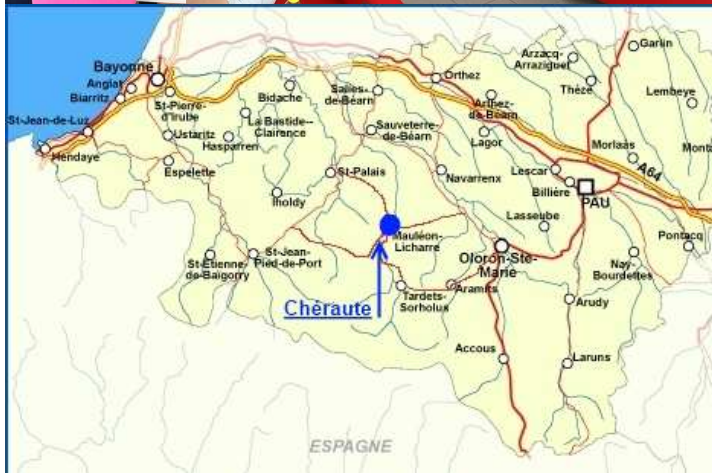 Garlin
Arzacq-
Arraziguet
Bayonne
Orthez
Thèze
Anglet
Biarritz
Bidache
Salies-
de-Béarn
Lembeye
St-Pierre-
d'Irube
Arthez-
de-Béarn
St-Jean-de-Luz
La Bastide--
Clairence
Ustaritz
Hasparren
Sauveterre-
de-Béarn
Lagor
Morlaàs
Hendaye
Espelette
St-Palais
Navarrenx
Lescar
A64
Billière
PAU
Iholdy
Lasseube
Mauléon-
Licharre
Pontacq
St-Etienne-
de-Baigorry
St-Jean-
Pied-de-Port
Oloron-Ste-
Marie
Nay-
Bourdettes
Chéraute
Tardets-
Sorholus
Aramits
Arudy
Accous
Laruns
ESPAGNE